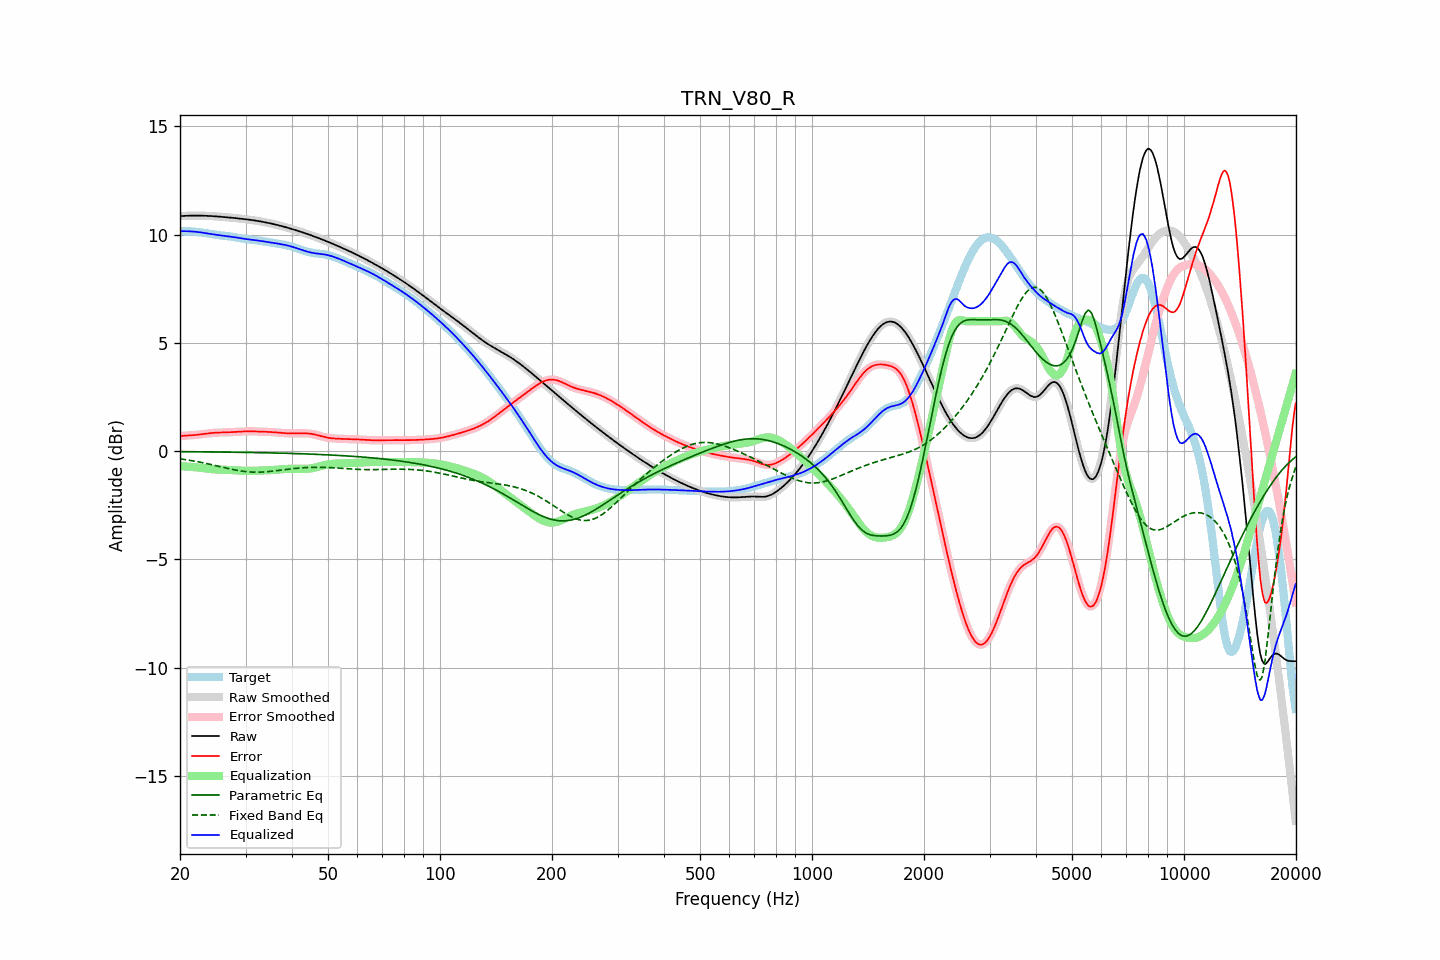 TRN_V80_R
15
10
5
0
−5
−10
−15
Amplitude (dBr)
Target
Raw Smoothed
Error Smoothed
Raw
Error
Equalization
Parametric Eq
Fixed Band Eq
Equalized
20 50 100 200 500 1000 2000 5000 10000 20000
Frequency (Hz)